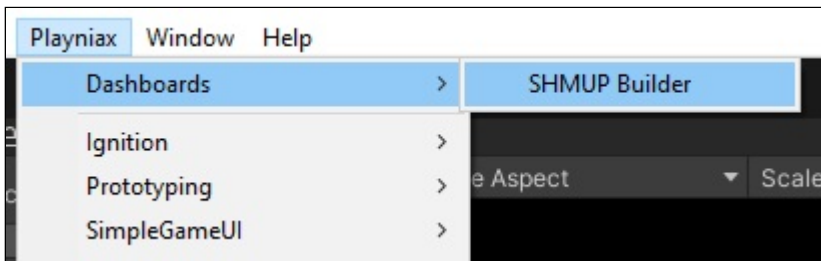 Playniax Window Help
Dashboards > SHMUP Builder
Ignition >
Prototyping >
e Aspect Scale
SimpleGameUI >